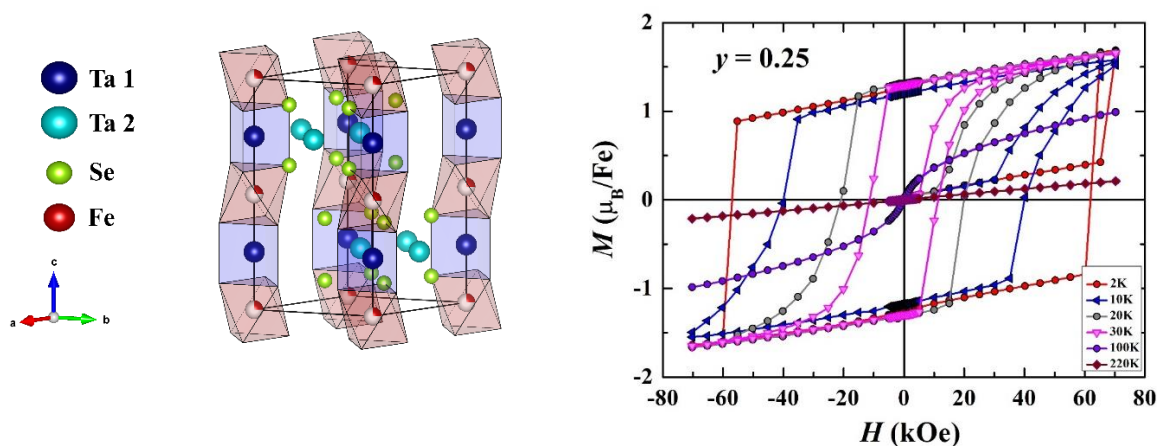 Ta 1
Ta 2
Se
Fe
c
a
b
y = 0.25
M (μB/Fe)
2
1
0
-1
-2
2K
10K
20K
30K
100K
220K
-80 -60 -40 -20 0 20 40 60 80
H (kOe)